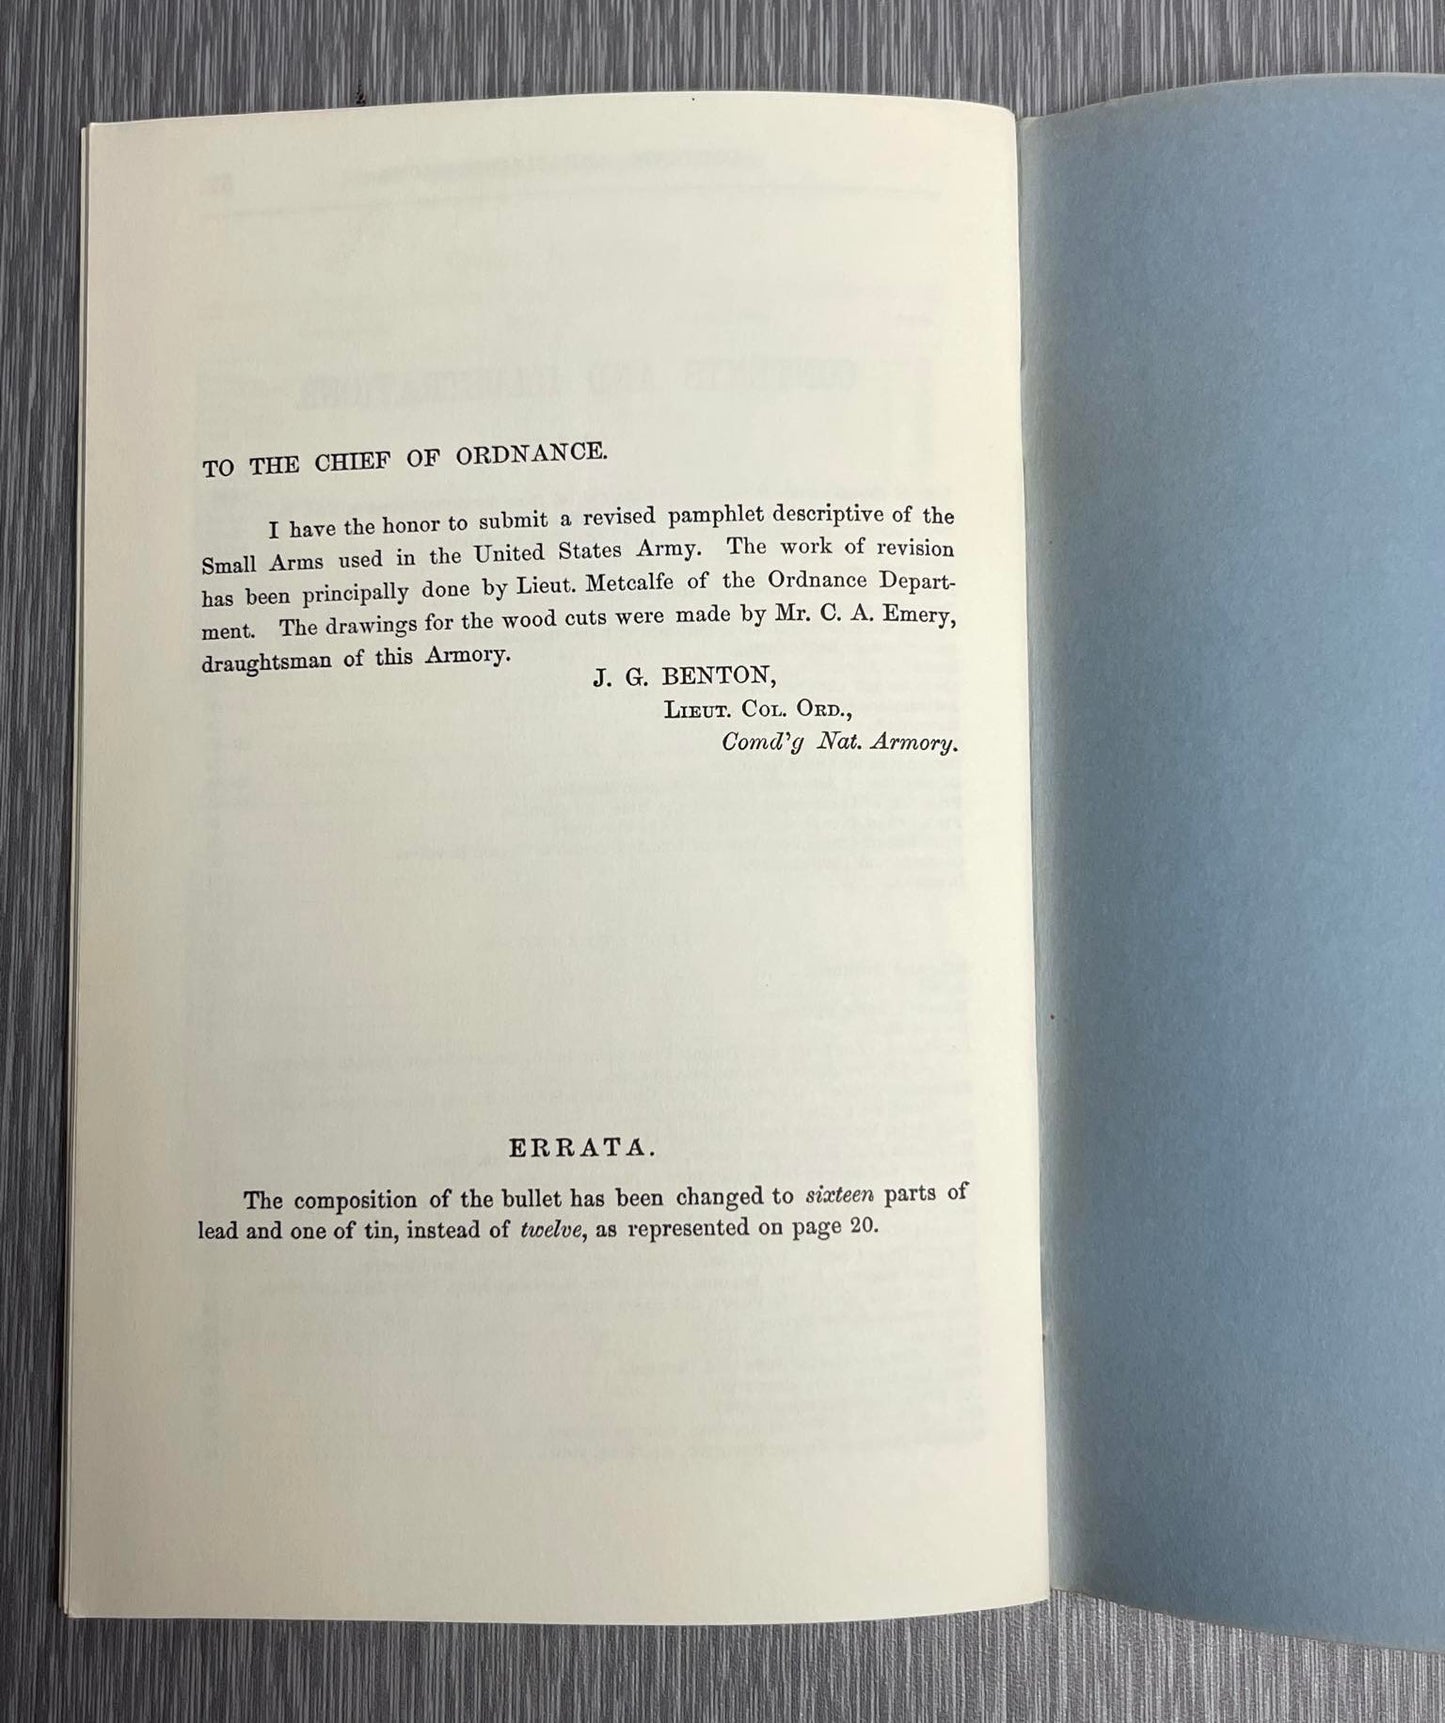 TO THE CHIEF OF ORDNANCE.
I have the honor to submit a revised pamphlet descriptive of the
Small Arms used in the United States Army. The work of revision
has been principally done by Lieut. Metcalfe of the Ordnance Depart-
ment. The drawings for the wood cuts were made by Mr. C. A. Emery,
draughtsman of this Armory.
J. G. BENTON,
LIEUT. COL. ORD.,
Comd'g Nat. Armory.
ERRATA.
The composition of the bullet has been changed to sixteen parts of
lead and one of tin, instead of twelve, as represented on page 20.